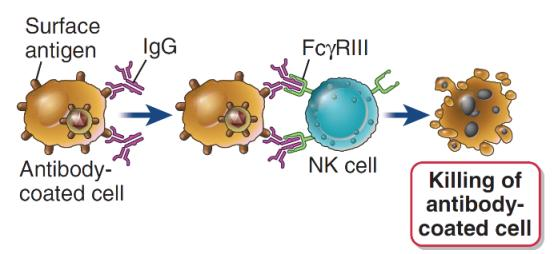 Surface
antigen
IgG
FcγRIII
Antibody-
coated cell
NK cell
Killing of
antibody-
coated cell